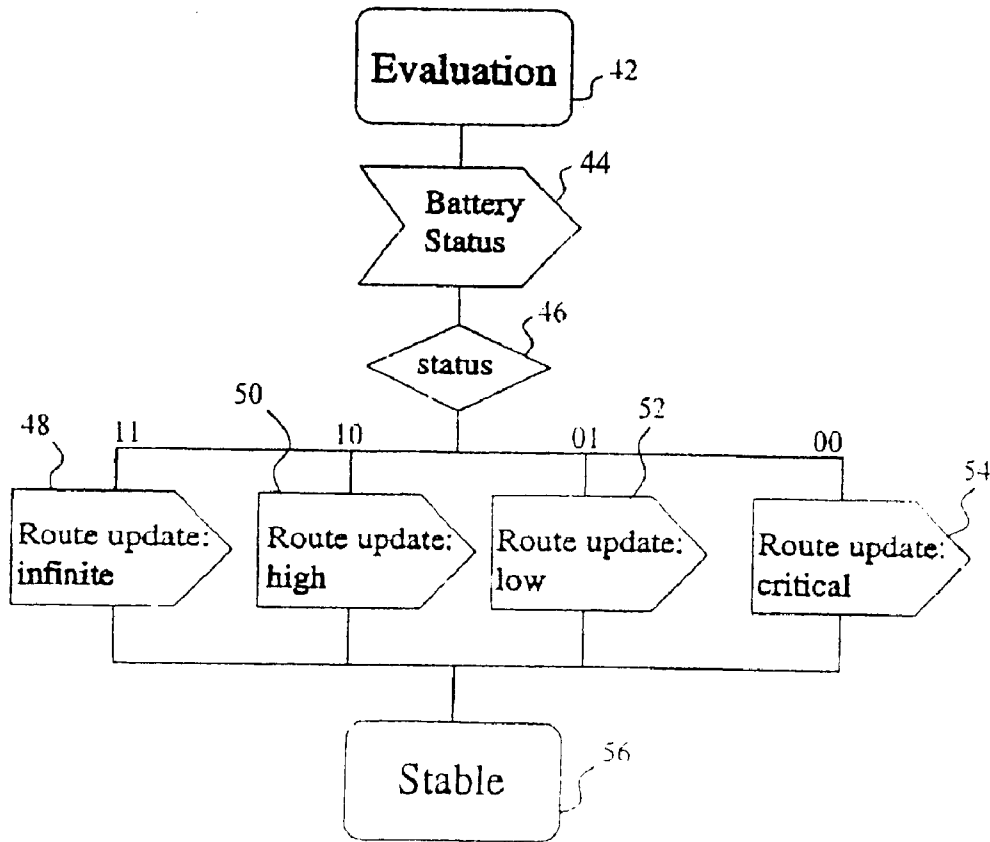 Evaluation
42
44
Battery
Status
46
status
50
52
48
11
10
01
00
54
Route update:
infinite
Route update:
high
Route update:
low
Route update:
critical
Stable
56